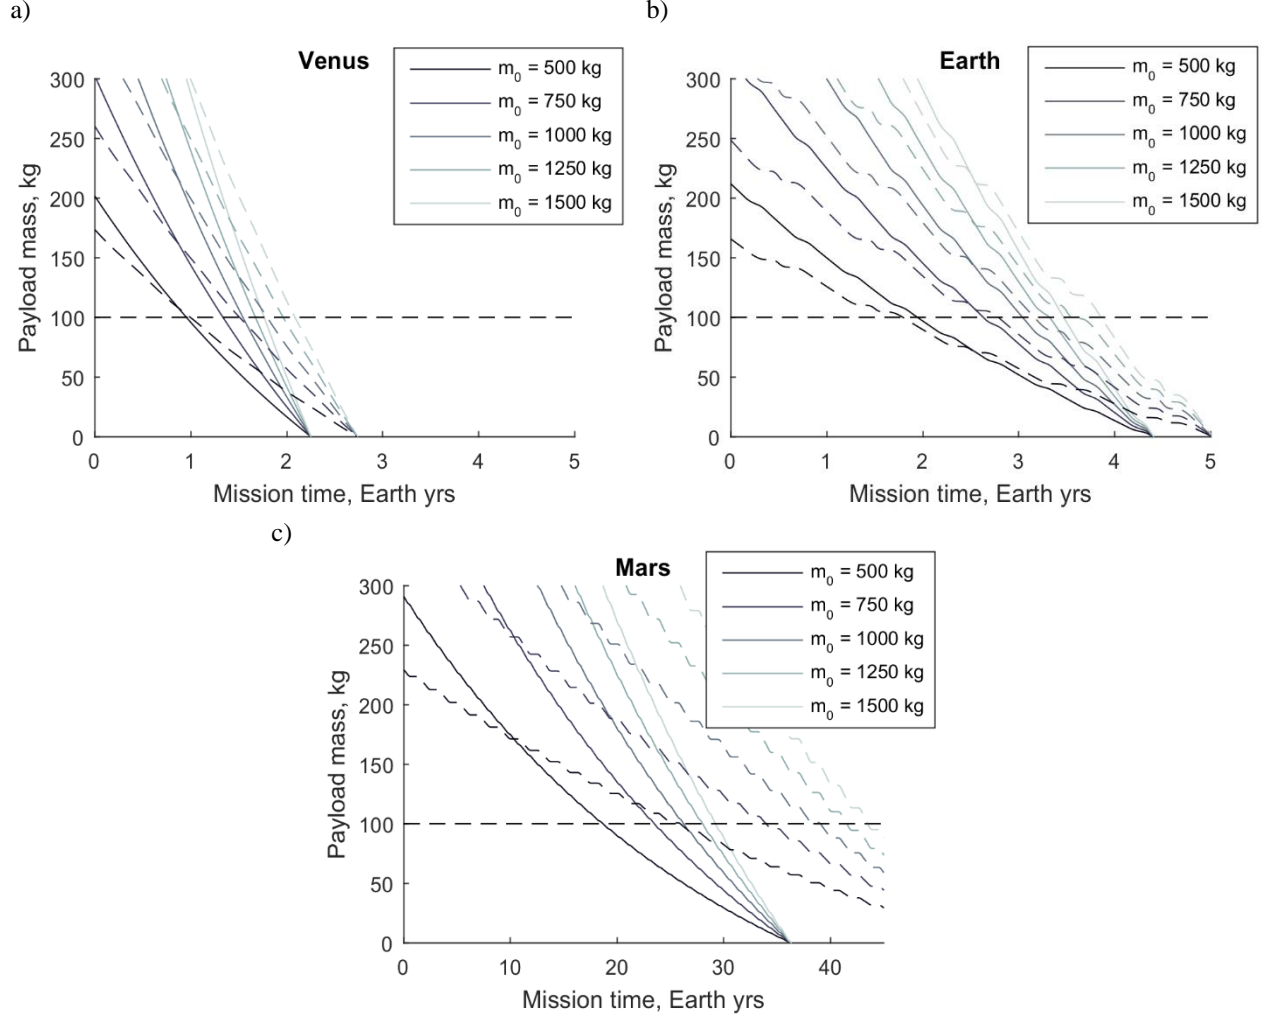 a)
Venus
m₀ = 500 kg
m₀ = 750 kg
m₀ = 1000 kg
m₀ = 1250 kg
m₀ = 1500 kg
300
250
200
150
100
50
0
Payload mass, kg
0 1 2 3 4 5
Mission time, Earth yrs
b)
Earth
m₀ = 500 kg
m₀ = 750 kg
m₀ = 1000 kg
m₀ = 1250 kg
m₀ = 1500 kg
300
250
200
150
100
50
0
Payload mass, kg
0 1 2 3 4 5
Mission time, Earth yrs
c)
Mars
m₀ = 500 kg
m₀ = 750 kg
m₀ = 1000 kg
m₀ = 1250 kg
m₀ = 1500 kg
300
250
200
150
100
50
0
Payload mass, kg
0 10 20 30 40
Mission time, Earth yrs